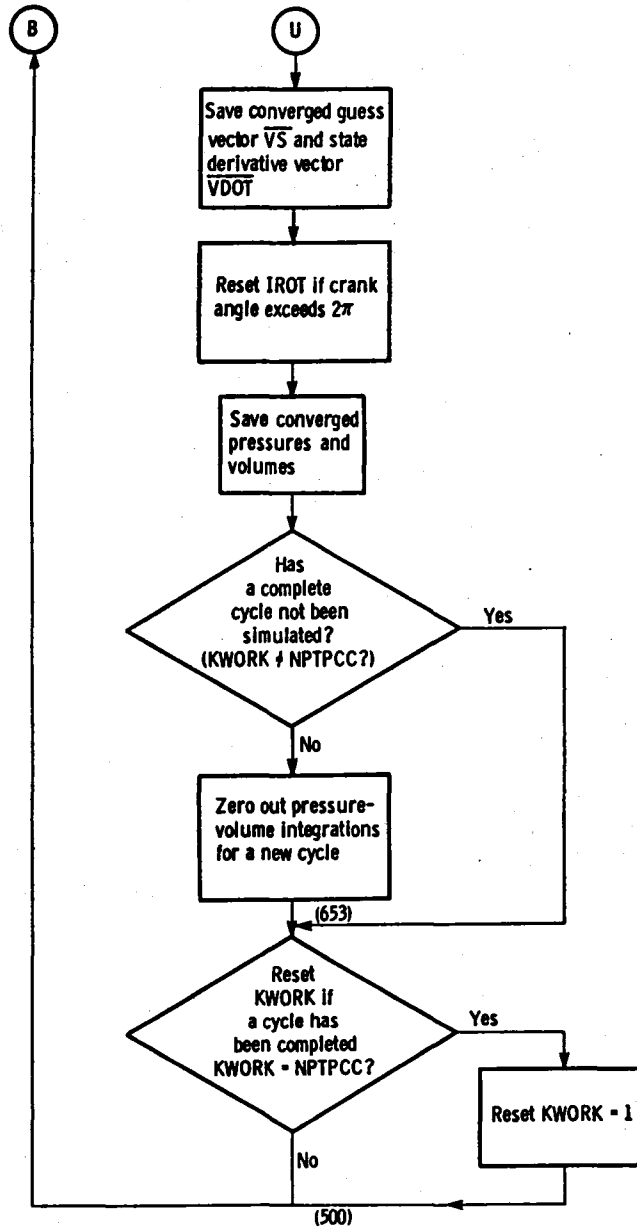 B
U
Save converged guess
vector V̅S̅ and state
derivative vector
V̅D̅O̅T̅
Reset IROT if crank
angle exceeds 2π
Save converged
pressures and
volumes
Has
a complete
cycle not been
simulated?
(KWORK ≠ NPTPCC?)
Yes
No
Zero out pressure-
volume integrations
for a new cycle
(653)
Reset
KWORK if
a cycle has
been completed
KWORK = NPTPCC?
Yes
Reset KWORK = 1
No
(500)